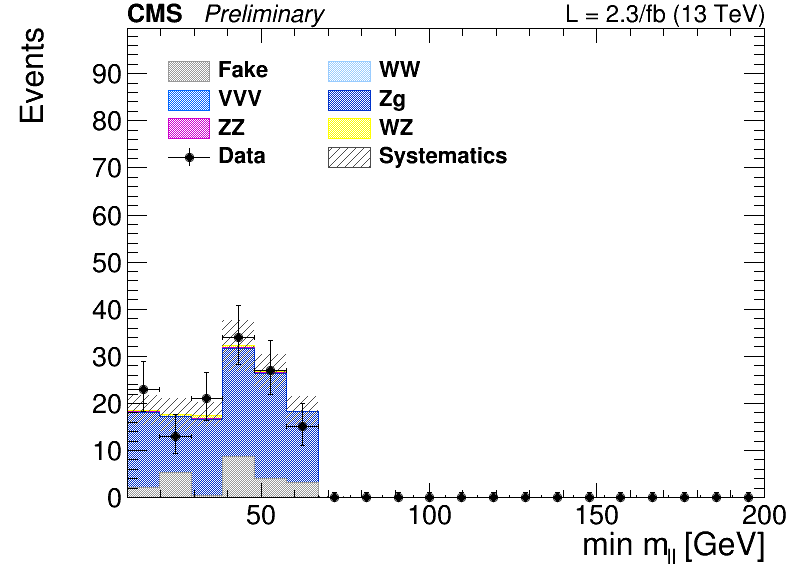 CMS Preliminary L = 2.3/fb (13 TeV)
Events
Fake WW
VVV Zg
ZZ WZ
Data Systematics
90
80
70
60
50
40
30
20
10
0
50 100 150 200
min m_ll [GeV]